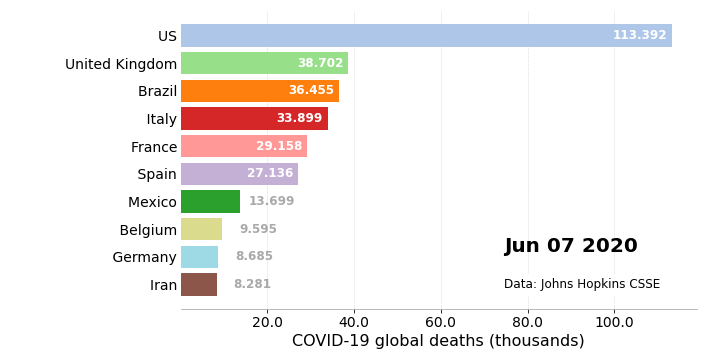 US 113.392
United Kingdom 38.702
Brazil 36.455
Italy 33.899
France 29.158
Spain 27.136
Mexico 13.699
Belgium 9.595
Germany 8.685
Iran 8.281
Jun 07 2020
Data: Johns Hopkins CSSE
20.0 40.0 60.0 80.0 100.0
COVID-19 global deaths (thousands)